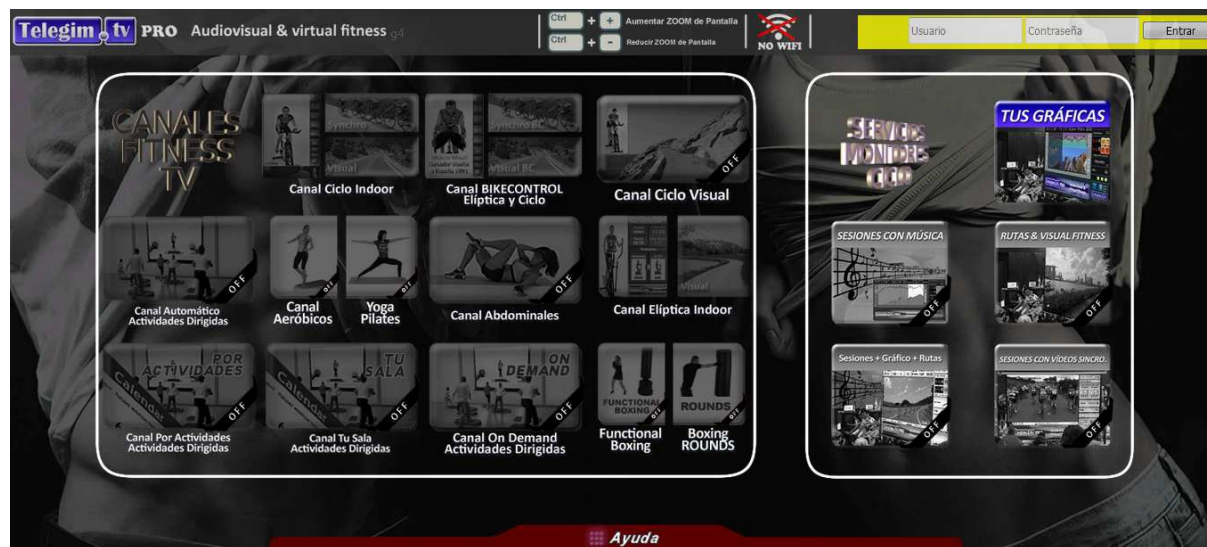 Telegim.tv PRO Audiovisual & virtual fitness g4
Ctrl + + Aumentar ZOOM de Pantalla
Ctrl + - Reducir ZOOM de Pantalla
NO WIFI
Usuario
Contraseña
Entrar
CANALES
FITNESS
TV
Synchro
Visual
Canal Ciclo Indoor
Synchro BC
Visual BC
Canal BIKECONTROL
Elíptica y Ciclo
OFF
Canal Ciclo Visual
OFF
Canal Automático
Actividades Dirigidas
OFF
Canal
Aeróbicos
OFF
Yoga
Pilates
OFF
Canal Abdominales
Visual
Canal Elíptica Indoor
POR
ACTIVIDADES
OFF
Canal Por Actividades
Actividades Dirigidas
TU
SALA
OFF
Canal Tu Sala
Actividades Dirigidas
ON
DEMAND
OFF
Canal On Demand
Actividades Dirigidas
FUNCTIONAL
BOXING
OFF
Functional
Boxing
ROUNDS
OFF
Boxing
ROUNDS
SERVICIOS
MONITORES
CICLO
TUS GRÁFICAS
SESIONES CON MÚSICA
OFF
RUTAS & VISUAL FITNESS
OFF
Sesiones + Gráfico + Rutas
OFF
SESIONES CON VÍDEOS SINCRO.
OFF
Ayuda